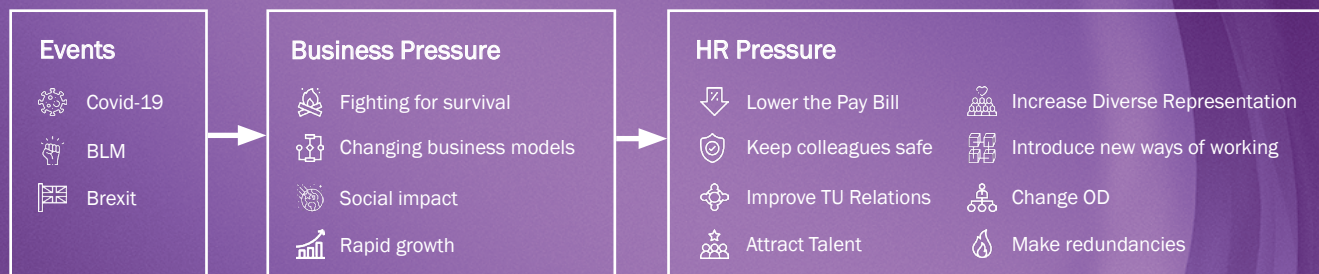 Events
Covid-19
BLM
Brexit
Business Pressure
Fighting for survival
Changing business models
Social impact
Rapid growth
HR Pressure
Lower the Pay Bill
Keep colleagues safe
Improve TU Relations
Attract Talent
Increase Diverse Representation
Introduce new ways of working
Change OD
Make redundancies